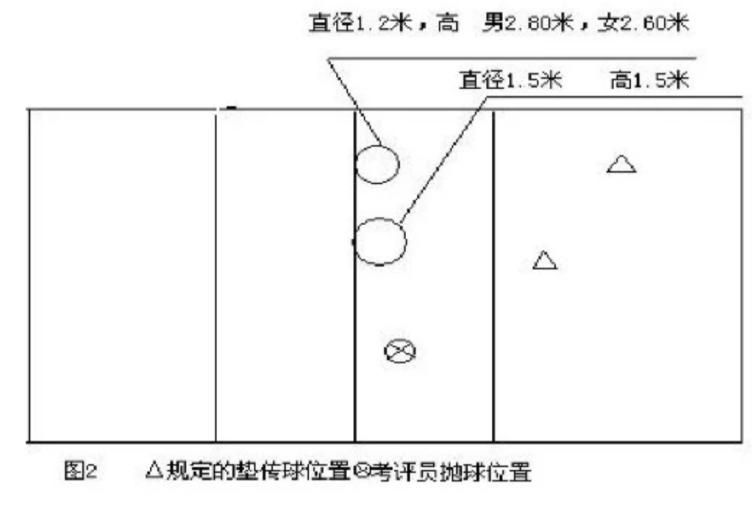 直径1.2米，高 男2.80米，女2.60米
直径1.5米 高1.5米
图2 △规定的垫传球位置⊗考评员抛球位置